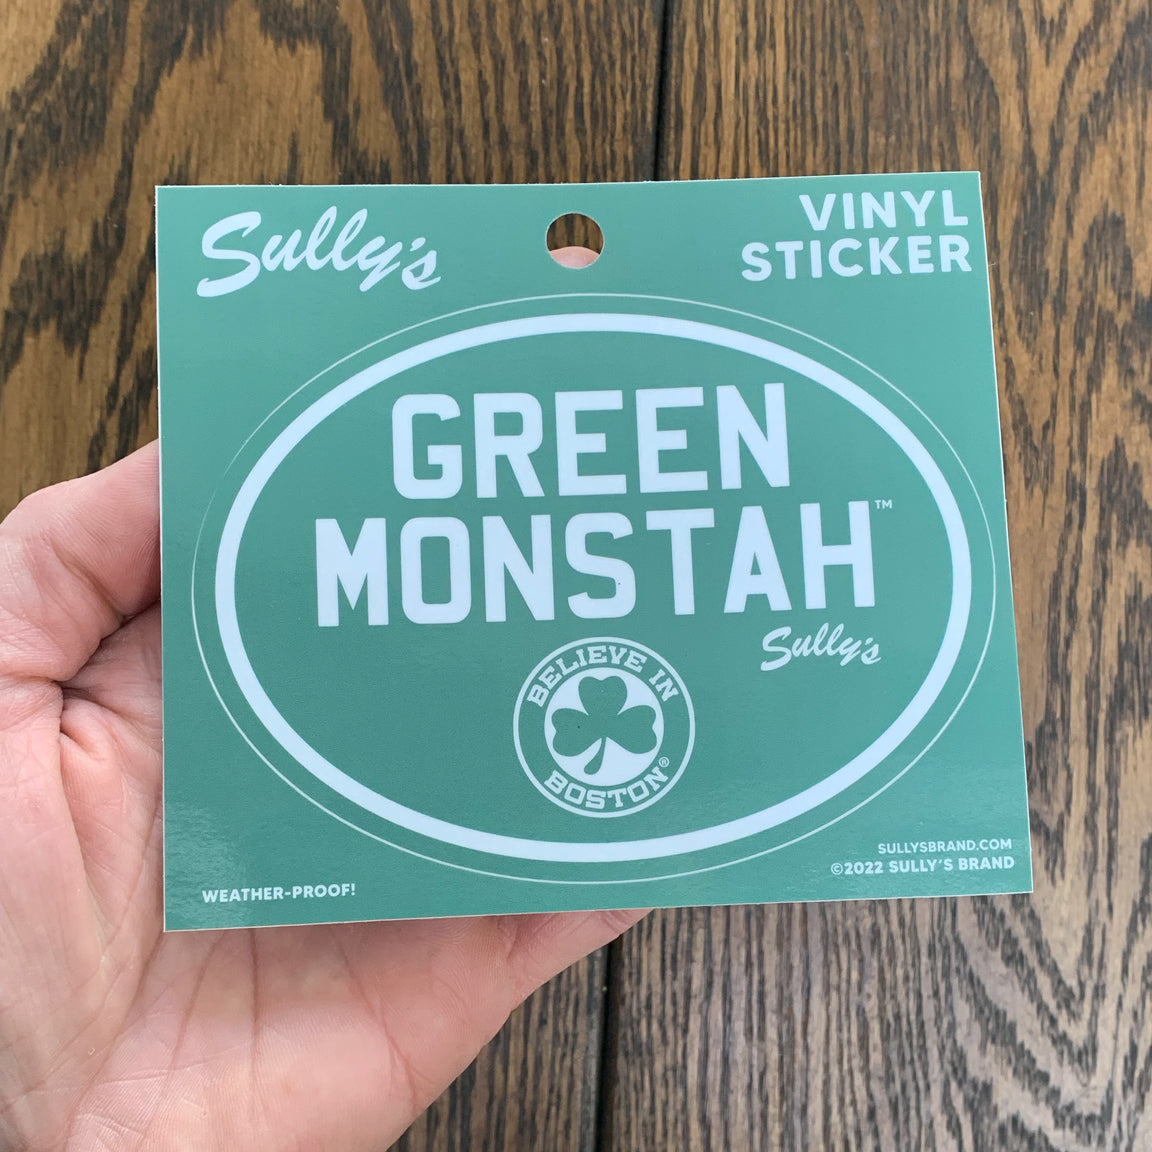 Sully's
VINYL
STICKER
GREEN
MONSTAH™
Sully's
BELIEVE IN
BOSTON®
SULLYSBRAND.COM
©2022 SULLY'S BRAND
WEATHER-PROOF!